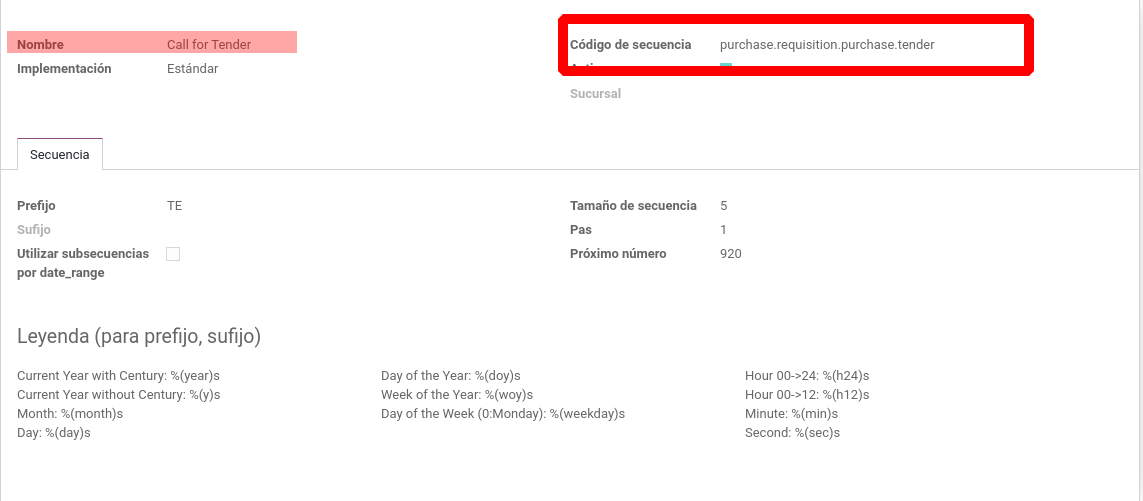 Nombre Call for Tender Código de secuencia purchase.requisition.purchase.tender
Implementación Estándar
Sucursal
Secuencia
Prefijo TE Tamaño de secuencia 5
Sufijo Pas 1
Utilizar subsecuencias Próximo número 920
por date_range
Leyenda (para prefijo, sufijo)
Current Year with Century: %(year)s Day of the Year: %(doy)s Hour 00->24: %(h24)s
Current Year without Century: %(y)s Week of the Year: %(woy)s Hour 00->12: %(h12)s
Month: %(month)s Day of the Week (0:Monday): %(weekday)s Minute: %(min)s
Day: %(day)s Second: %(sec)s